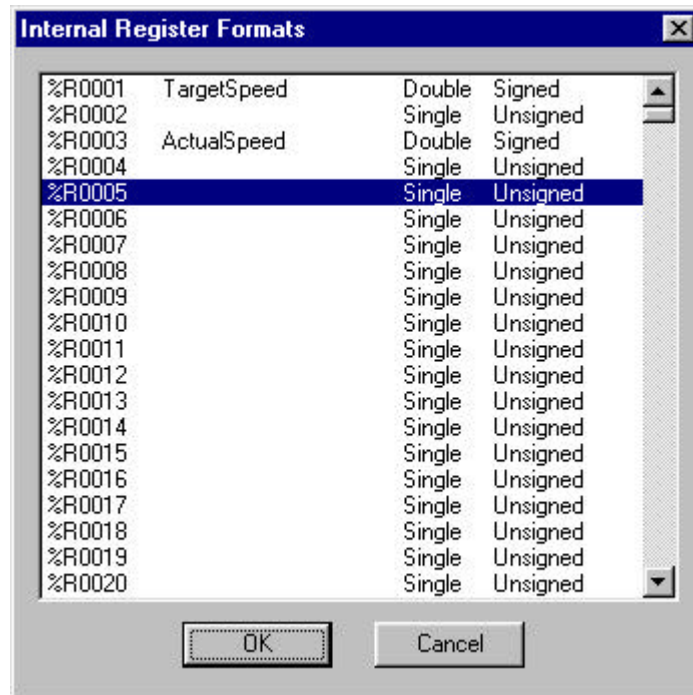 Internal Register Formats
%R0001 TargetSpeed Double Signed
%R0002 Single Unsigned
%R0003 ActualSpeed Double Signed
%R0004 Single Unsigned
%R0005 Single Unsigned
%R0006 Single Unsigned
%R0007 Single Unsigned
%R0008 Single Unsigned
%R0009 Single Unsigned
%R0010 Single Unsigned
%R0011 Single Unsigned
%R0012 Single Unsigned
%R0013 Single Unsigned
%R0014 Single Unsigned
%R0015 Single Unsigned
%R0016 Single Unsigned
%R0017 Single Unsigned
%R0018 Single Unsigned
%R0019 Single Unsigned
%R0020 Single Unsigned
OK Cancel